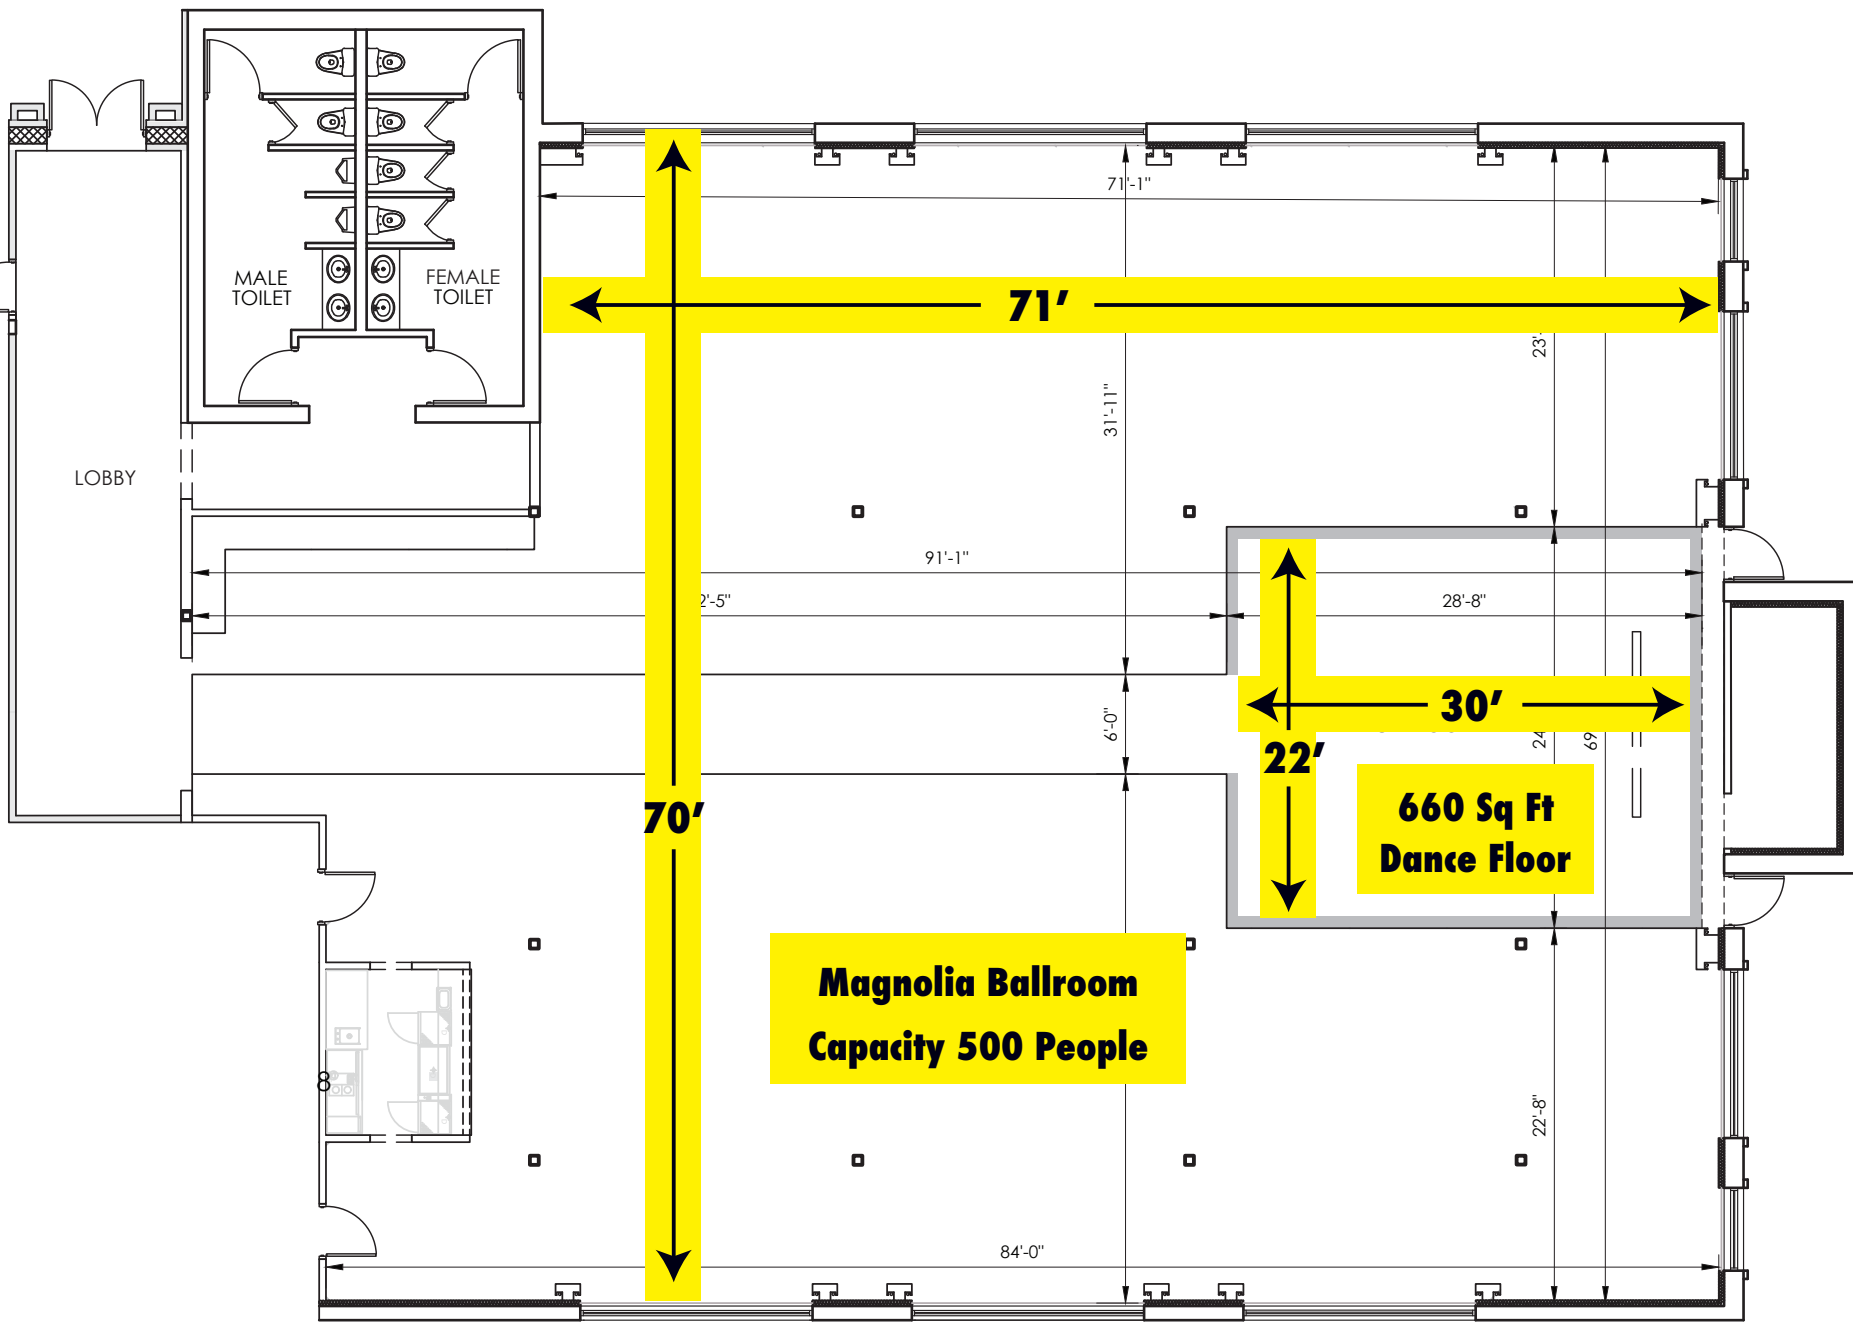 71'-1"
MALE
TOILET
FEMALE
TOILET
71'
23'
31'-11"
LOBBY
91'-1"
2'-5"
28'-8"
6'-0"
30'
24
69
22'
70'
660 Sq Ft
Dance Floor
Magnolia Ballroom
Capacity 500 People
8
22'-8"
84'-0"